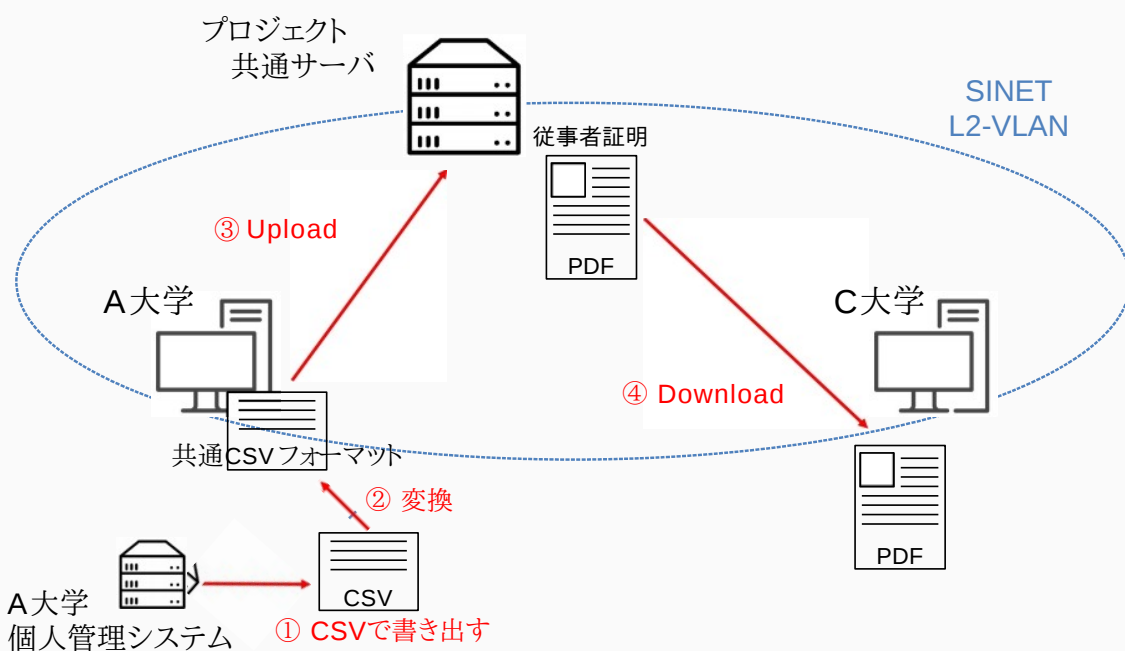 プロジェクト
共通サーバ
SINET
L2-VLAN
従事者証明
PDF
③ Upload
A大学
C大学
④ Download
共通CSVフォーマット
② 変換
PDF
CSV
A大学
個人管理システム
① CSVで書き出す